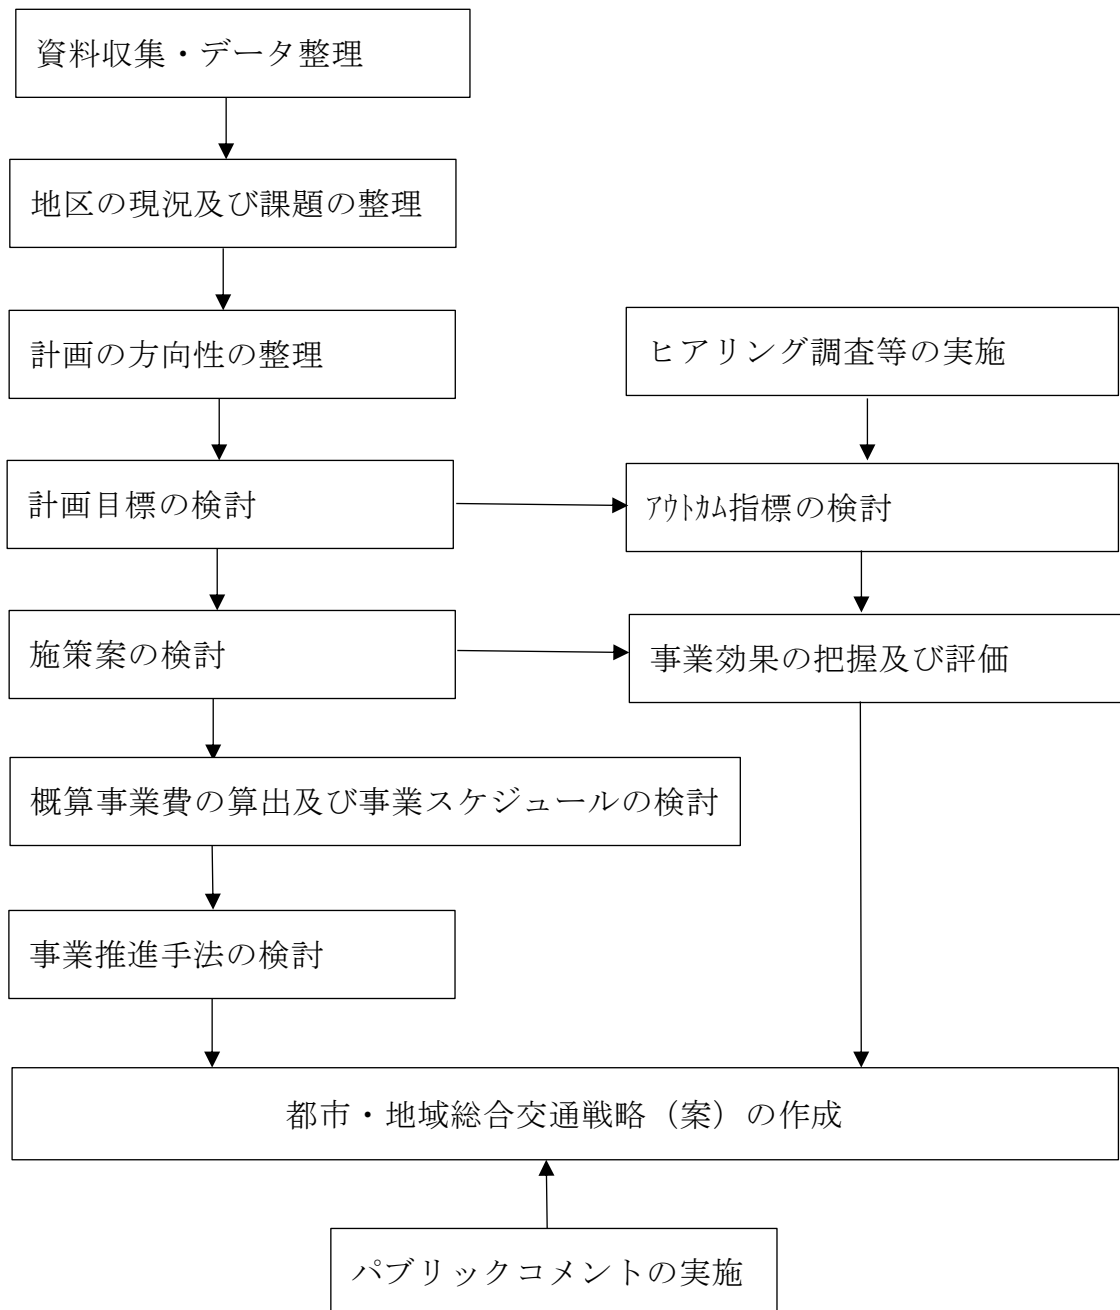 資料収集・データ整理
地区の現況及び課題の整理
計画の方向性の整理
ヒアリング調査等の実施
計画目標の検討
ｱｳﾄｶﾑ指標の検討
施策案の検討
事業効果の把握及び評価
概算事業費の算出及び事業スケジュールの検討
事業推進手法の検討
都市・地域総合交通戦略（案）の作成
パブリックコメントの実施